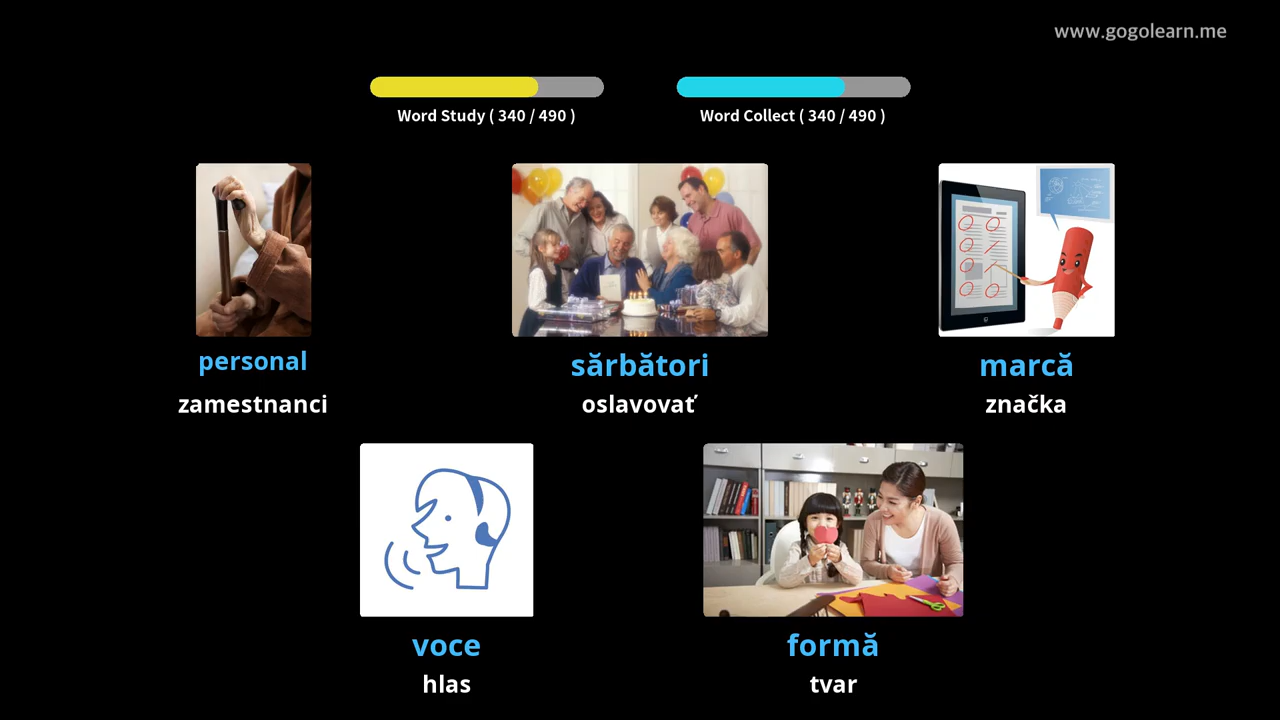 www.gogolearn.me
Word Study ( 340 / 490 )
Word Collect ( 340 / 490 )
personal
zamestnanci
sărbători
oslavovať
marcă
značka
voce
hlas
formă
tvar